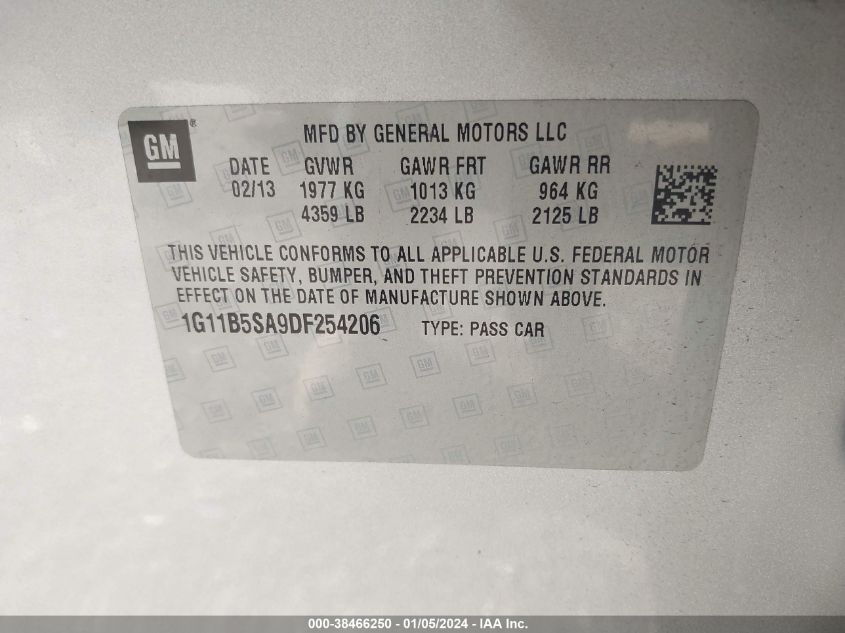 GM® MFD BY GENERAL MOTORS LLC
DATE GVWR GAWR FRT GAWR RR
02/13 1977 KG 1013 KG 964 KG
4359 LB 2234 LB 2125 LB
THIS VEHICLE CONFORMS TO ALL APPLICABLE U.S. FEDERAL MOTOR
VEHICLE SAFETY, BUMPER, AND THEFT PREVENTION STANDARDS IN
EFFECT ON THE DATE OF MANUFACTURE SHOWN ABOVE.
1G11B5SA9DF254206 TYPE: PASS CAR
000-38466250 - 01/05/2024 - IAA Inc.